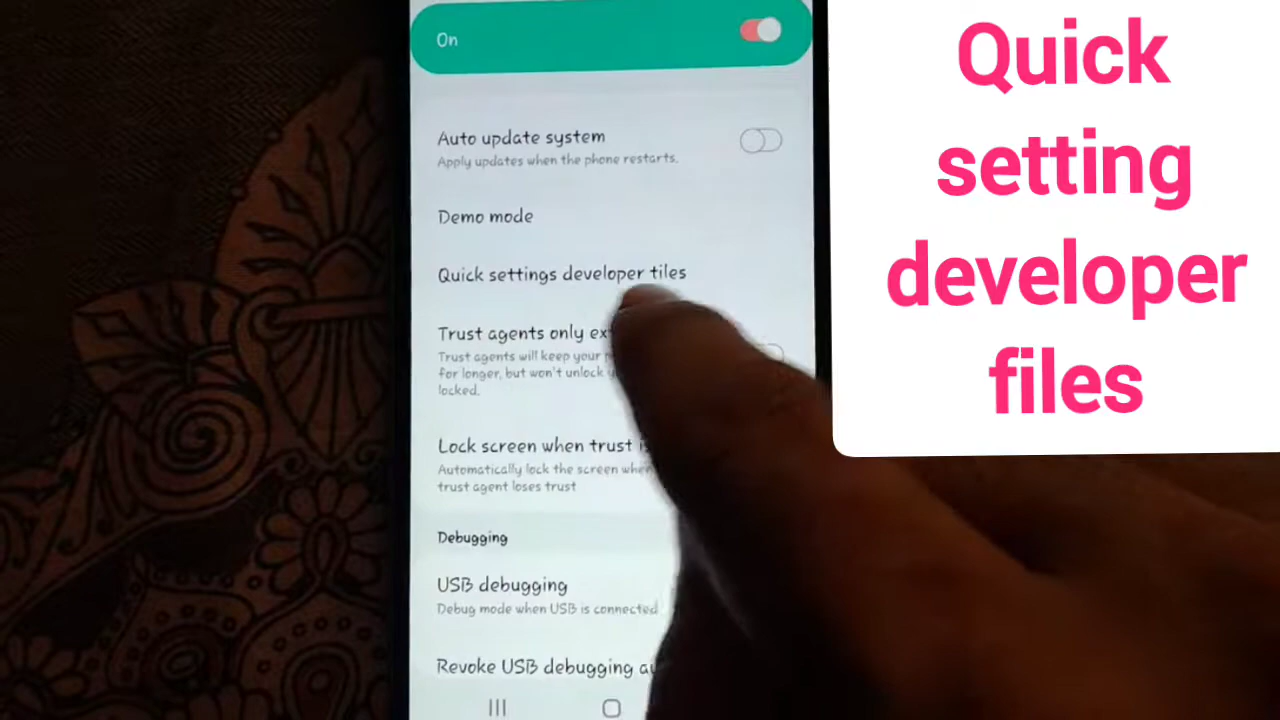 On
Auto update system
Apply updates when the phone restarts.
Demo mode
Quick settings developer tiles
Trust agents only
Trust agents will keep your
for longer, but won't unlock
locked.
Lock screen when trust
Automatically lock the screen when
trust agent loses trust
Debugging
USB debugging
Debug mode when USB is connected
Revoke USB debugging
Quick
setting
developer
files